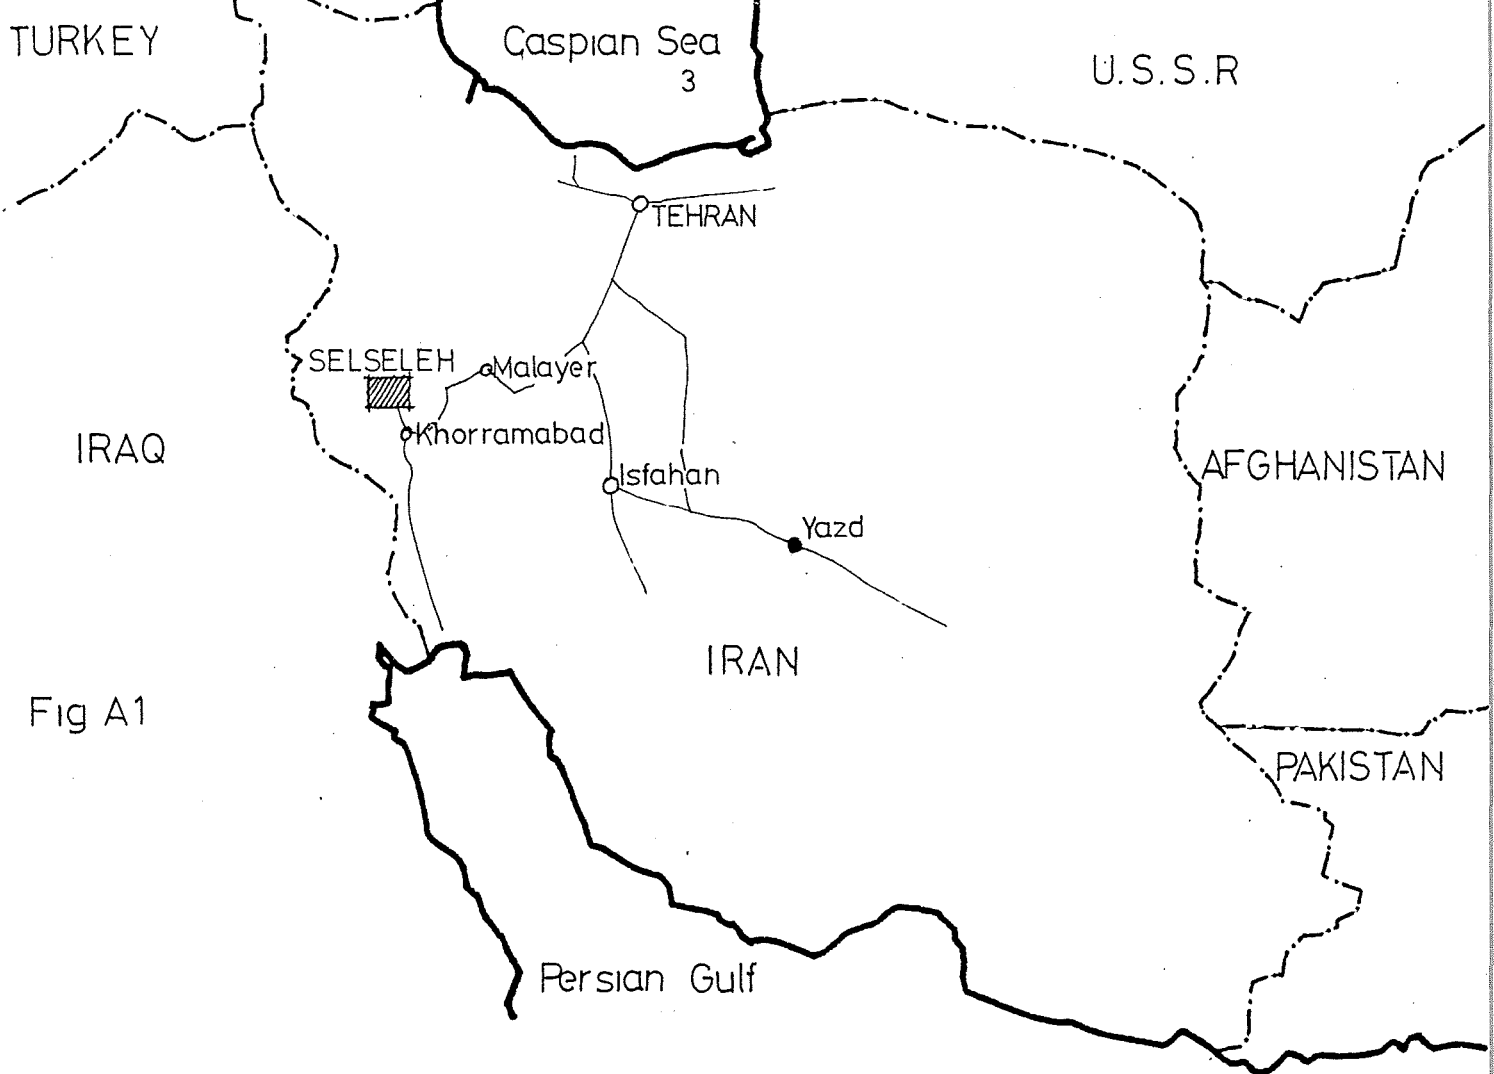 TURKEY
Caspian Sea
3
U.S.S.R
TEHRAN
SELSELEH
Malayer
Khorramabad
IRAQ
Isfahan
AFGHANISTAN
Yazd
IRAN
Fig A1
PAKISTAN
Persian Gulf